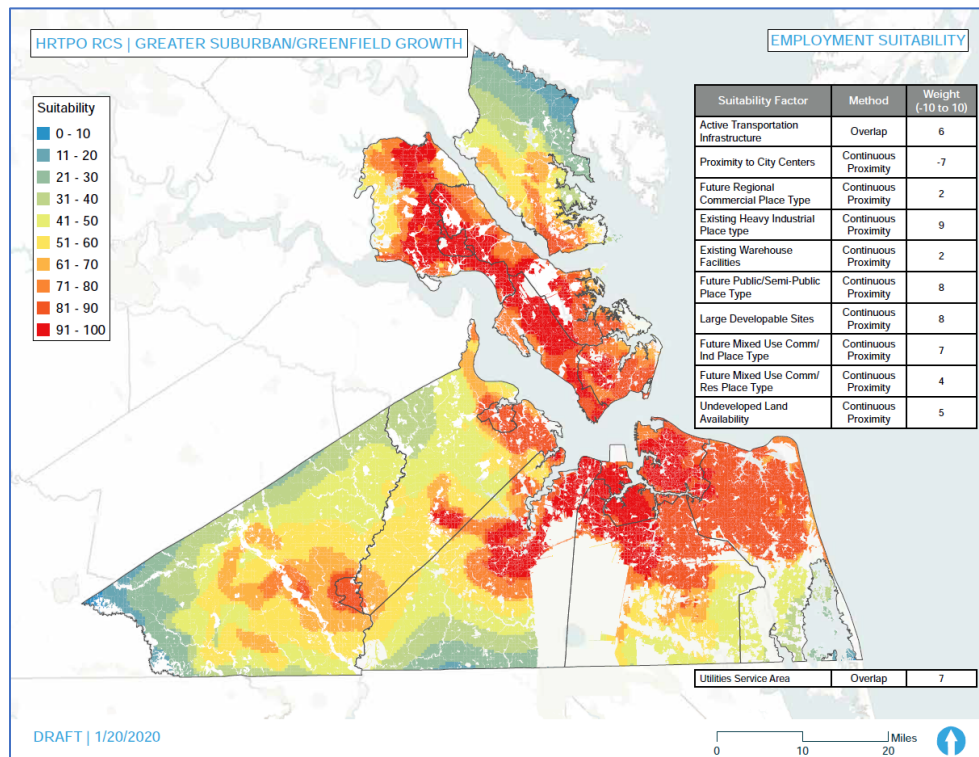 HRTPO RCS | GREATER SUBURBAN/GREENFIELD GROWTH
EMPLOYMENT SUITABILITY
Suitability
0 - 10
11 - 20
21 - 30
31 - 40
41 - 50
51 - 60
61 - 70
71 - 80
81 - 90
91 - 100
Suitability Factor Method Weight
(-10 to 10)
Active Transportation
Infrastructure Overlap 6
Proximity to City Centers Continuous
Proximity -7
Future Regional
Commercial Place Type Continuous
Proximity 2
Existing Heavy Industrial
Place type Continuous
Proximity 9
Existing Warehouse
Facilities Continuous
Proximity 2
Future Public/Semi-Public
Place Type Continuous
Proximity 8
Large Developable Sites Continuous
Proximity 8
Future Mixed Use Comm/
Ind Place Type Continuous
Proximity 7
Future Mixed Use Comm/
Res Place Type Continuous
Proximity 4
Undeveloped Land
Availability Continuous
Proximity 5
Utilities Service Area Overlap 7
DRAFT | 1/20/2020
Miles
0 10 20